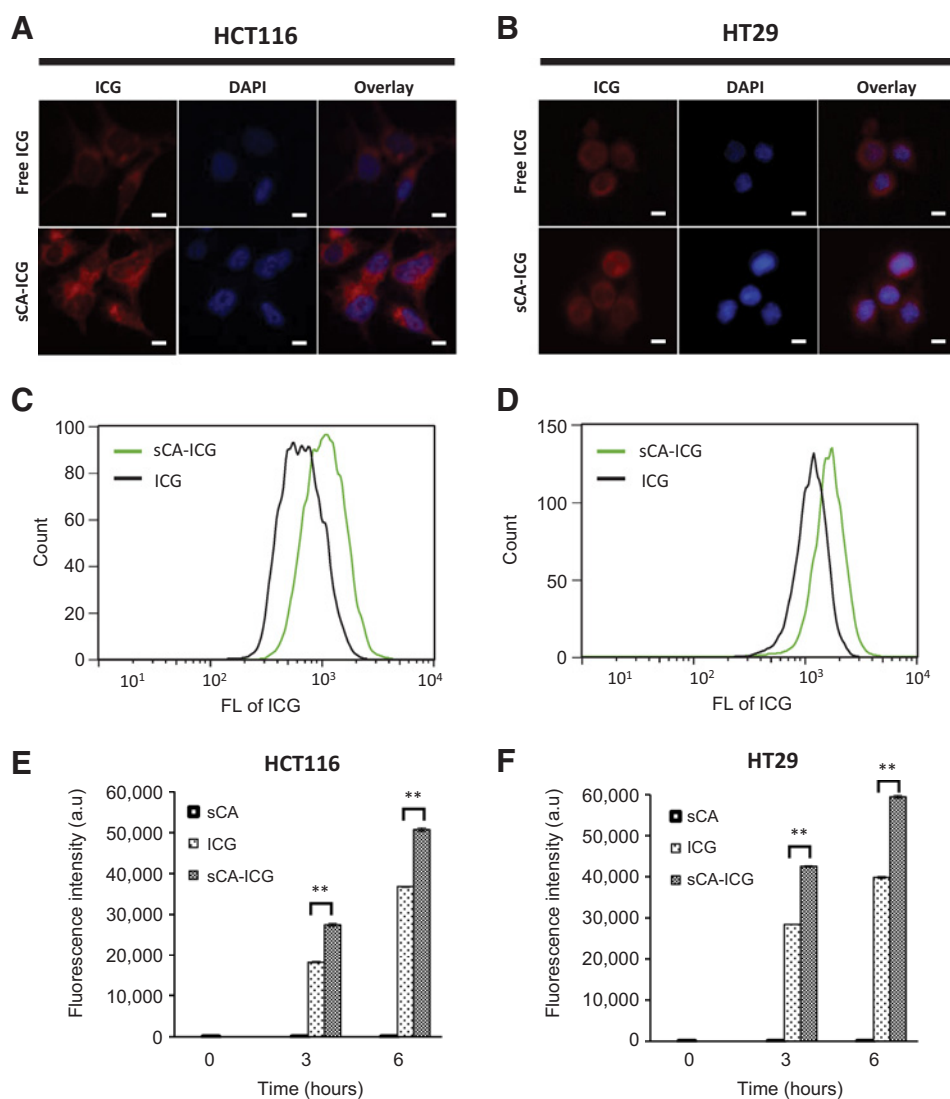 A
HCT116
ICG DAPI Overlay
Free ICG
sCA-ICG
B
HT29
ICG DAPI Overlay
Free ICG
sCA-ICG
C
sCA-ICG
ICG
100
80
60
40
20
0
Count
10¹ 10² 10³ 10⁴
FL of ICG
D
sCA-ICG
ICG
150
100
50
0
Count
10¹ 10² 10³ 10⁴
FL of ICG
E
HCT116
Fluorescence intensity (a.u)
60,000
50,000
40,000
30,000
20,000
10,000
0
sCA
ICG
sCA-ICG
**
**
0 3 6
Time (hours)
F
HT29
Fluorescence intensity (a.u)
60,000
50,000
40,000
30,000
20,000
10,000
0
sCA
ICG
sCA-ICG
**
**
0 3 6
Time (hours)